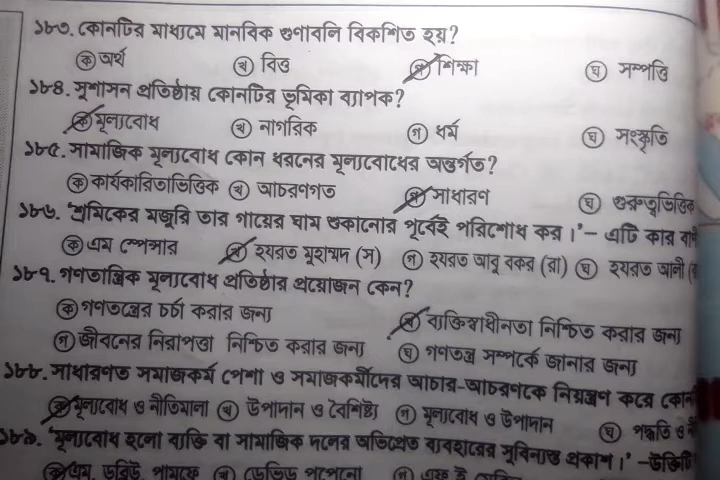 ১৮৩. কোনটির মাধ্যমে মানবিক গুণাবলি বিকশিত হয়?
ক অর্থ খ বিত্ত গ শিক্ষা ঘ সম্পত্তি
১৮৪. সুশাসন প্রতিষ্ঠায় কোনটির ভূমিকা ব্যাপক?
ক মূল্যবোধ খ নাগরিক গ ধর্ম ঘ সংস্কৃতি
১৮৫. সামাজিক মূল্যবোধ কোন ধরনের মূল্যবোধের অন্তর্গত?
ক কার্যকারিতাভিত্তিক খ আচরণগত গ সাধারণ ঘ গুরুত্বভিত্তিক
১৮৬. 'শ্রমিকের মজুরি তার গায়ের ঘাম শুকানোর পূর্বেই পরিশোধ কর।'– এটি কার
ক এম স্পেন্সার খ হযরত মুহাম্মদ (স) গ হযরত আবু বকর (রা) ঘ হযরত আলী
১৮৭. গণতান্ত্রিক মূল্যবোধ প্রতিষ্ঠার প্রয়োজন কেন?
ক গণতন্ত্রের চর্চা করার জন্য খ ব্যক্তিস্বাধীনতা নিশ্চিত করার জন্য
গ জীবনের নিরাপত্তা নিশ্চিত করার জন্য ঘ গণতন্ত্র সম্পর্কে জানার জন্য
১৮৮. সাধারণত সমাজকর্ম পেশা ও সমাজকর্মীদের আচার-আচরণকে নিয়ন্ত্রণ করে
ক মূল্যবোধ ও নীতিমালা খ উপাদান ও বৈশিষ্ট্য গ মূল্যবোধ ও উপাদান ঘ পদ্ধতি ও
১৮৯. 'মূল্যবোধ হলো ব্যক্তি বা সামাজিক দলের অভিপ্রেত ব্যবহারের সুবিন্যস্ত প্রকাশ।' –উক্তিটি
ক এম. ডব্লিউ. পামফ্রে খ ডেভিড পপেনো গ